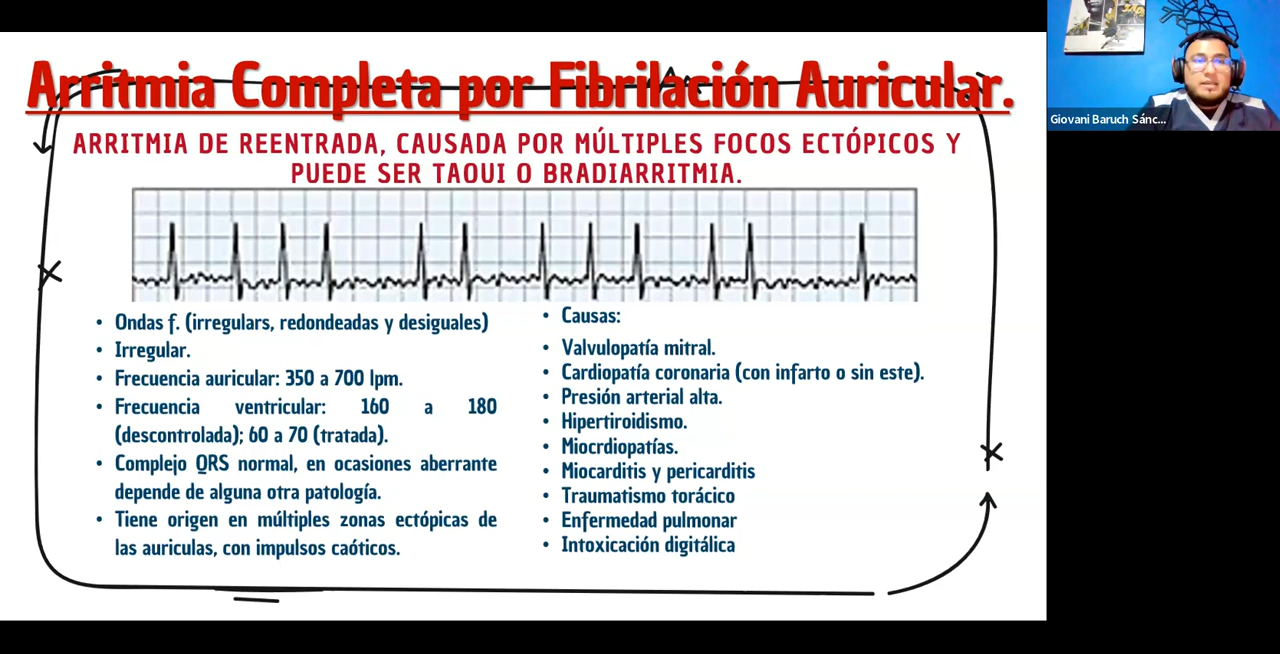 Arritmia Completa por Fibrilación Auricular.
ARRITMIA DE REENTRADA, CAUSADA POR MÚLTIPLES FOCOS ECTÓPICOS Y
PUEDE SER TAQUI O BRADIARRITMIA.
• Ondas f. (irregulars, redondeadas y desiguales)
• Irregular.
• Frecuencia auricular: 350 a 700 lpm.
• Frecuencia ventricular: 160 a 180
(descontrolada); 60 a 70 (tratada).
• Complejo QRS normal, en ocasiones aberrante
depende de alguna otra patología.
• Tiene origen en múltiples zonas ectópicas de
las auriculas, con impulsos caóticos.
• Causas:
• Valvulopatía mitral.
• Cardiopatía coronaria (con infarto o sin este).
• Presión arterial alta.
• Hipertiroidismo.
• Miocrdiopatías.
• Miocarditis y pericarditis
• Traumatismo torácico
• Enfermedad pulmonar
• Intoxicación digitálica
Giovani Baruch Sánc...